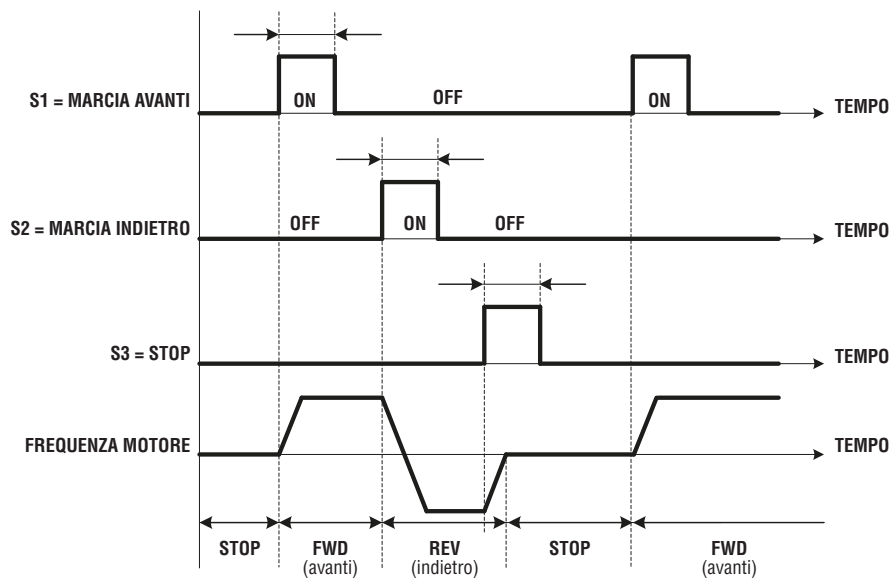 S1 = MARCIA AVANTI
ON
OFF
ON
TEMPO
S2 = MARCIA INDIETRO
OFF
ON
OFF
TEMPO
S3 = STOP
TEMPO
FREQUENZA MOTORE
TEMPO
STOP
FWD
(avanti)
REV
(indietro)
STOP
FWD
(avanti)